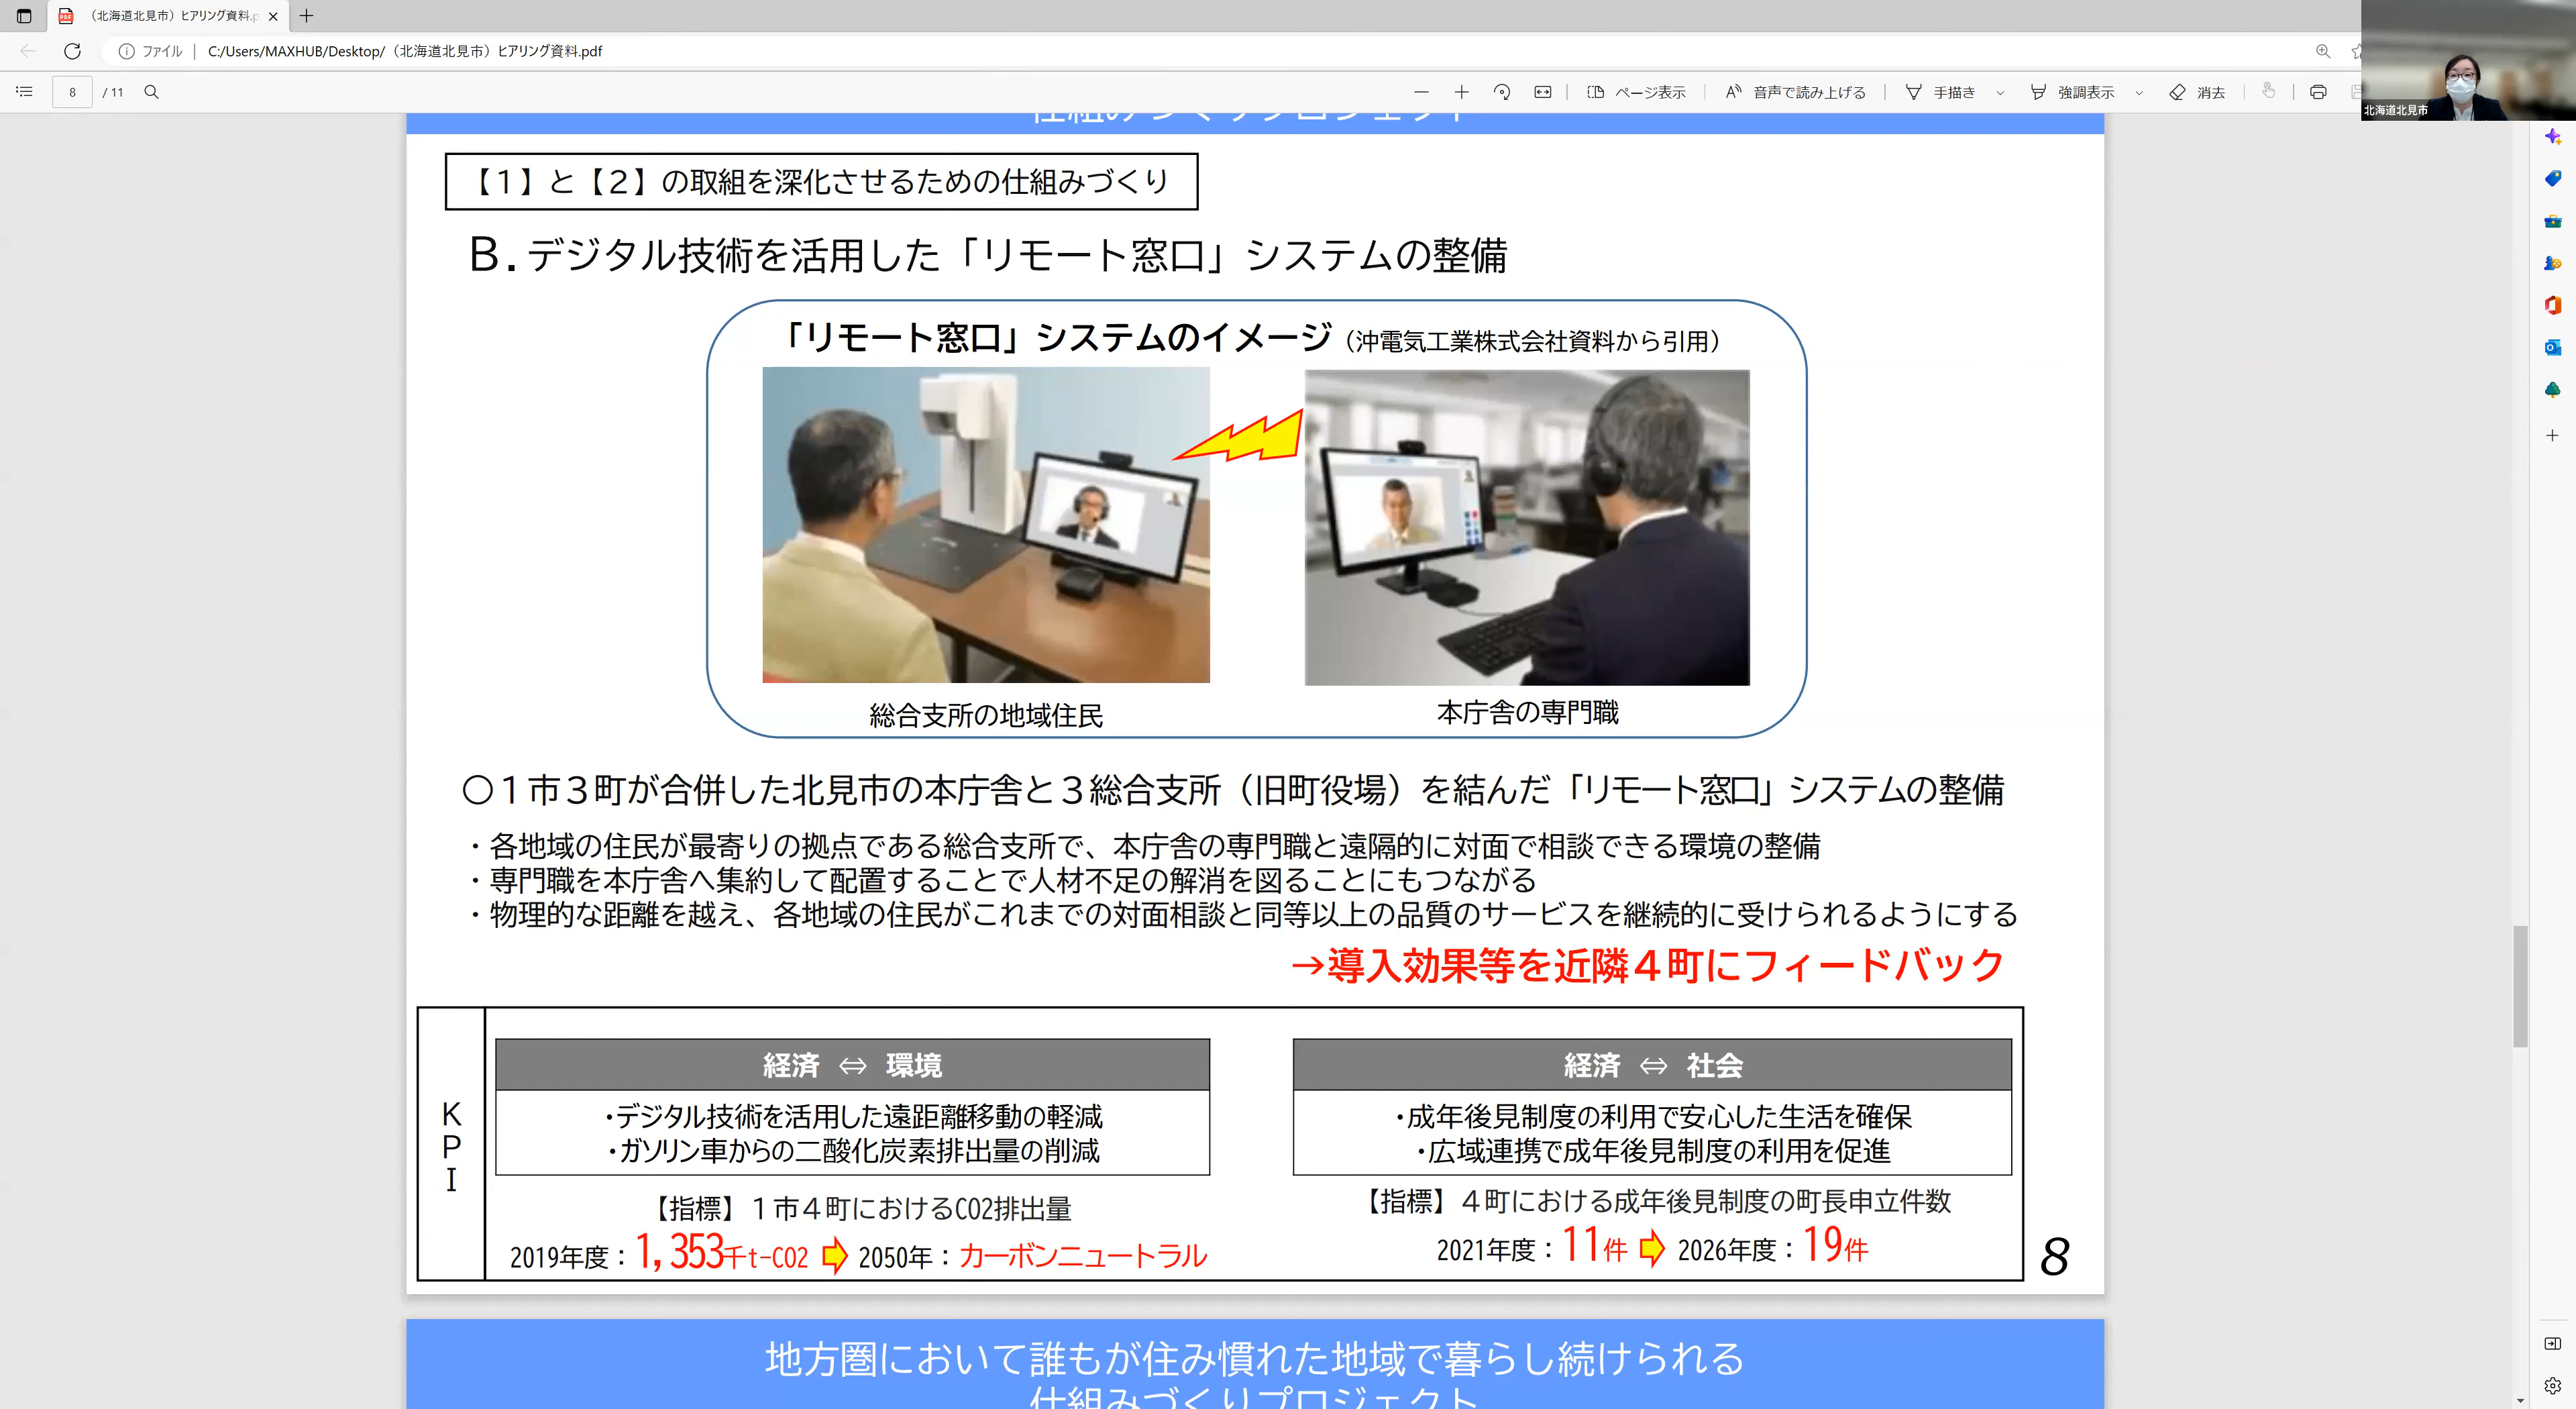 （北海道北見市）ヒアリング資料.p
ファイル
C:/Users/MAXHUB/Desktop/（北海道北見市）ヒアリング資料.pdf
8 / 11
ページ表示
音声で読み上げる
手描き
強調表示
消去
北海道北見市
仕組みづくりプロジェクト
【１】と【２】の取組を深化させるための仕組みづくり
Ｂ．デジタル技術を活用した「リモート窓口」システムの整備
「リモート窓口」システムのイメージ（沖電気工業株式会社資料から引用）
総合支所の地域住民
本庁舎の専門職
〇１市３町が合併した北見市の本庁舎と３総合支所（旧町役場）を結んだ「リモート窓口」システムの整備
・各地域の住民が最寄りの拠点である総合支所で、本庁舎の専門職と遠隔的に対面で相談できる環境の整備
・専門職を本庁舎へ集約して配置することで人材不足の解消を図ることにもつながる
・物理的な距離を越え、各地域の住民がこれまでの対面相談と同等以上の品質のサービスを継続的に受けられるようにする
→導入効果等を近隣４町にフィードバック
ＫＰＩ
経済 ⇔ 環境
・デジタル技術を活用した遠距離移動の軽減
・ガソリン車からの二酸化炭素排出量の削減
【指標】１市４町におけるCO2排出量
2019年度：1,353千t-CO2 2050年：カーボンニュートラル
経済 ⇔ 社会
・成年後見制度の利用で安心した生活を確保
・広域連携で成年後見制度の利用を促進
【指標】４町における成年後見制度の町長申立件数
2021年度：11件 2026年度：19件
8
地方圏において誰もが住み慣れた地域で暮らし続けられる
仕組みづくりプロジェクト